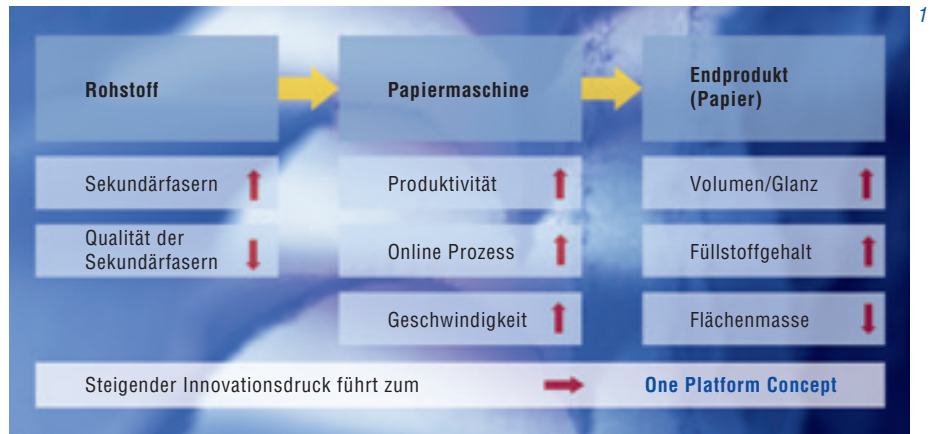 1
Rohstoff
Papiermaschine
Endprodukt
(Papier)
Sekundärfasern
Produktivität
Volumen/Glanz
Qualität der
Sekundärfasern
Online Prozess
Füllstoffgehalt
Geschwindigkeit
Flächenmasse
Steigender Innovationsdruck führt zum
One Platform Concept